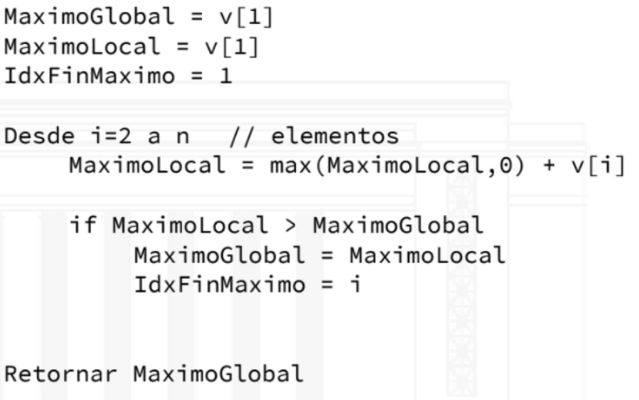 MaximoGlobal = v[1]
MaximoLocal = v[1]
IdxFinMaximo = 1
Desde i=2 a n   // elementos
MaximoLocal = max(MaximoLocal,0) + v[i]
if MaximoLocal > MaximoGlobal
MaximoGlobal = MaximoLocal
IdxFinMaximo = i
Retornar MaximoGlobal